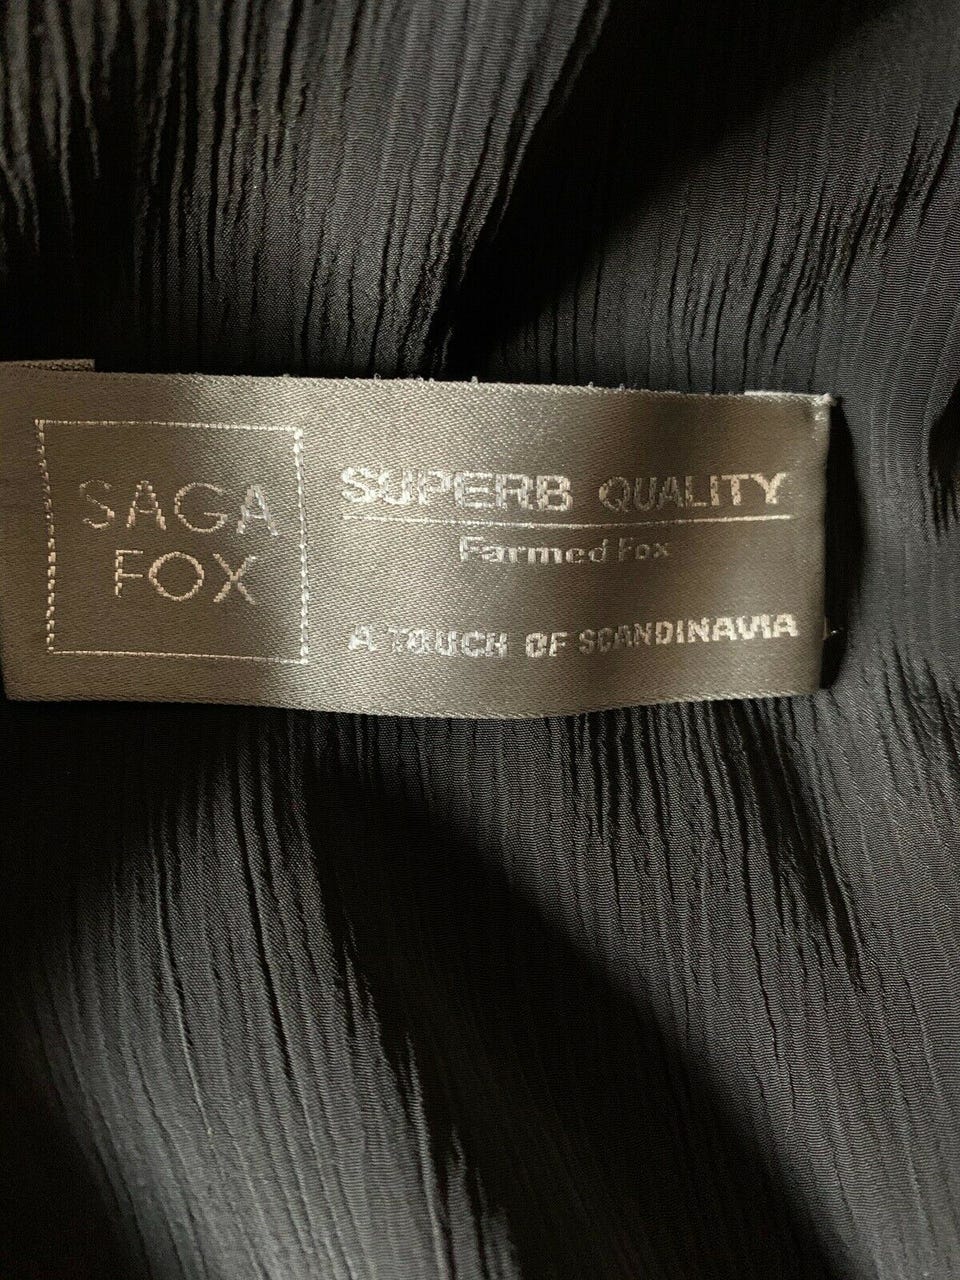 SAGA
FOX
SUPERB QUALITY
Farmed Fox
A TOUCH OF SCANDINAVIA